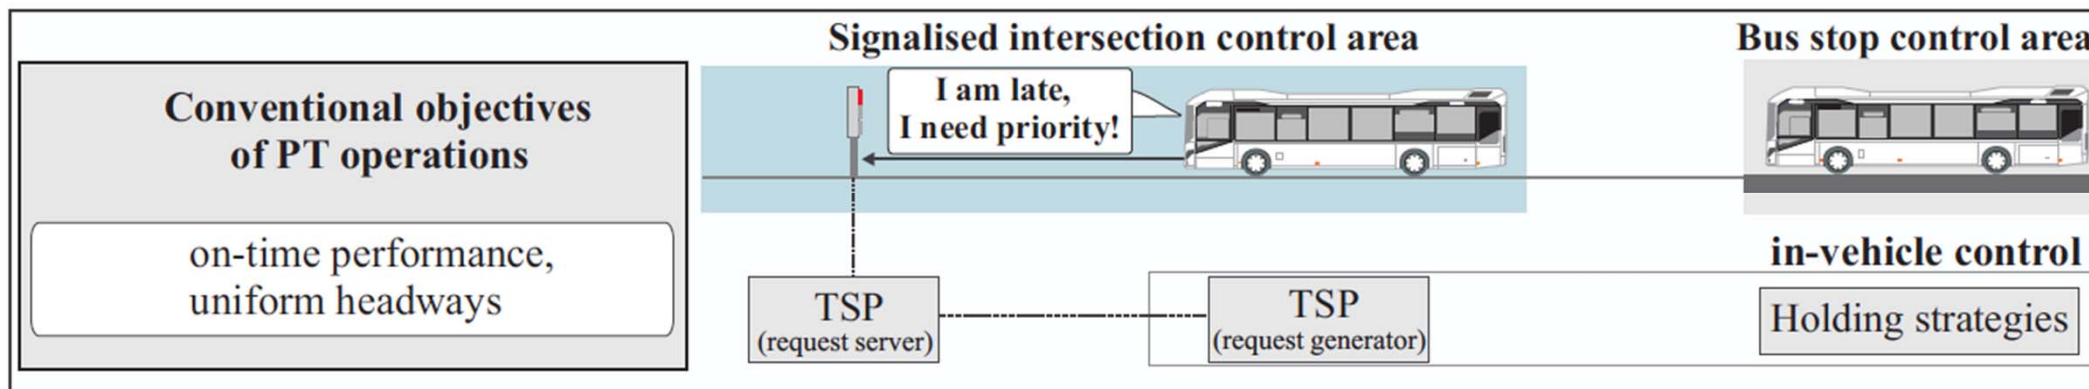 Conventional objectives
of PT operations
on-time performance,
uniform headways
Signalised intersection control area
I am late,
I need priority!
TSP
(request server)
TSP
(request generator)
Bus stop control area
in-vehicle control
Holding strategies